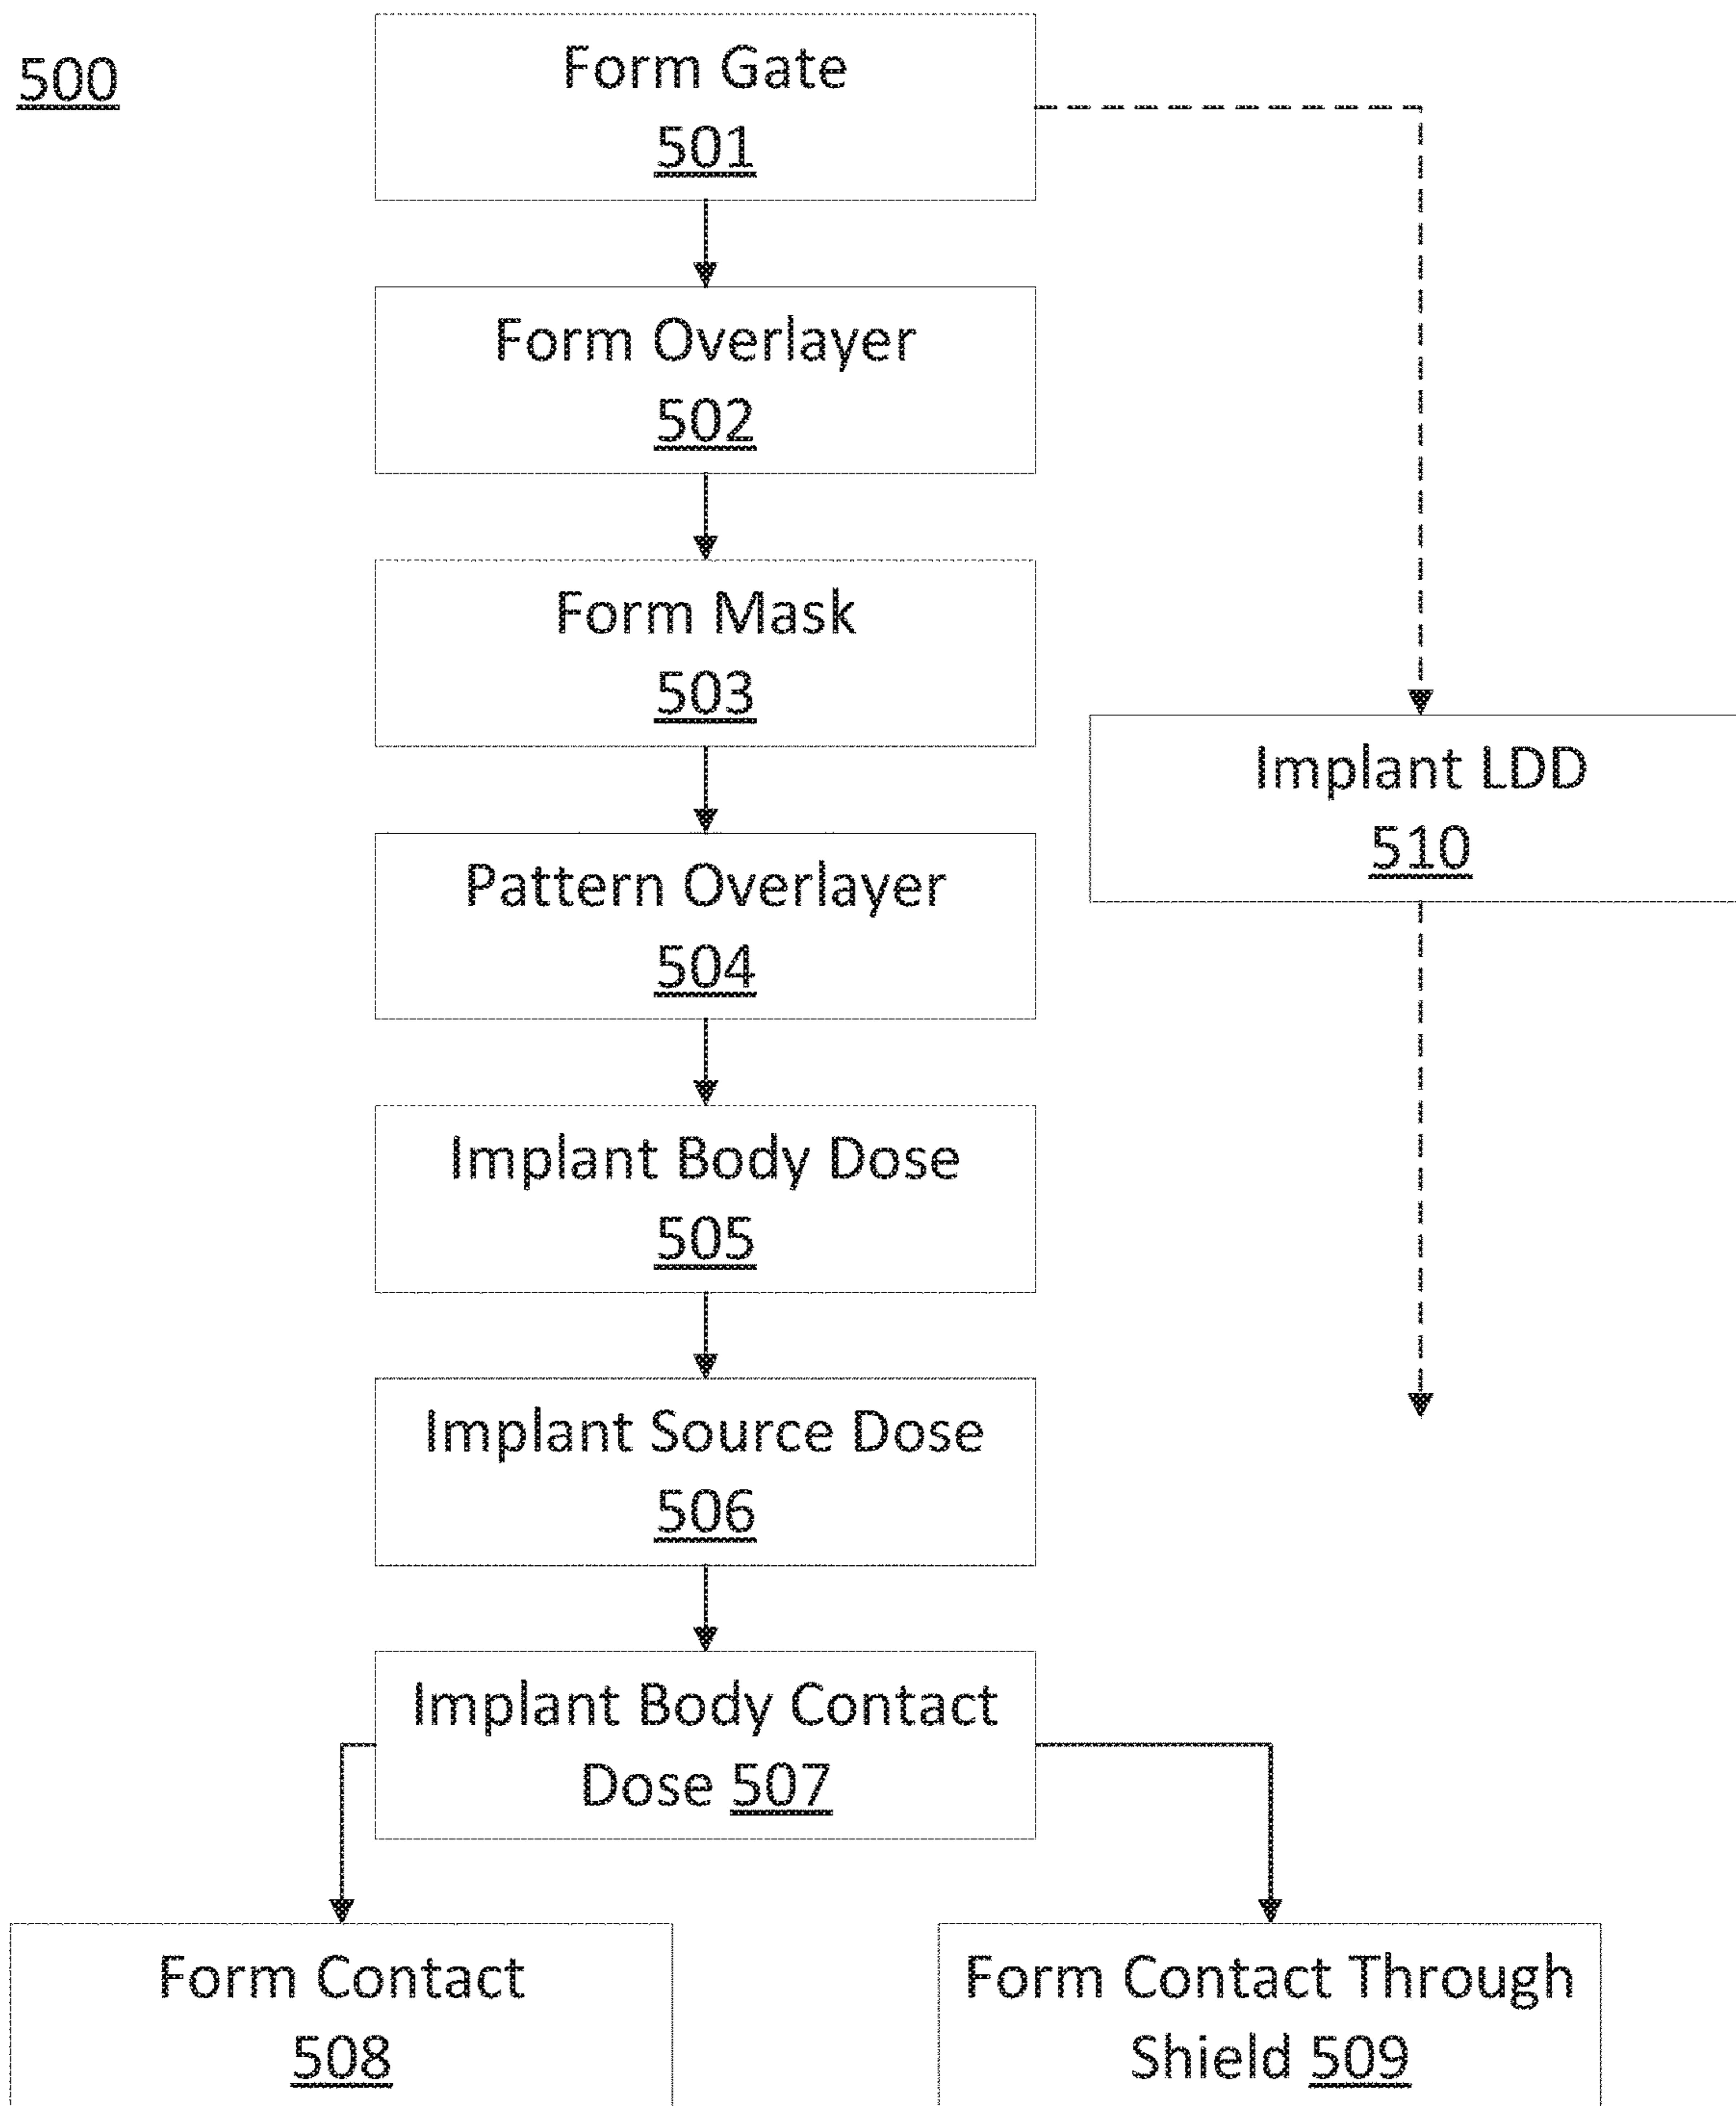 500
Form Gate
501
Form Overlayer
502
Form Mask
503
Implant LDD
510
Pattern Overlayer
504
Implant Body Dose
505
Implant Source Dose
506
Implant Body Contact
Dose 507
Form Contact
508
Form Contact Through
Shield 509